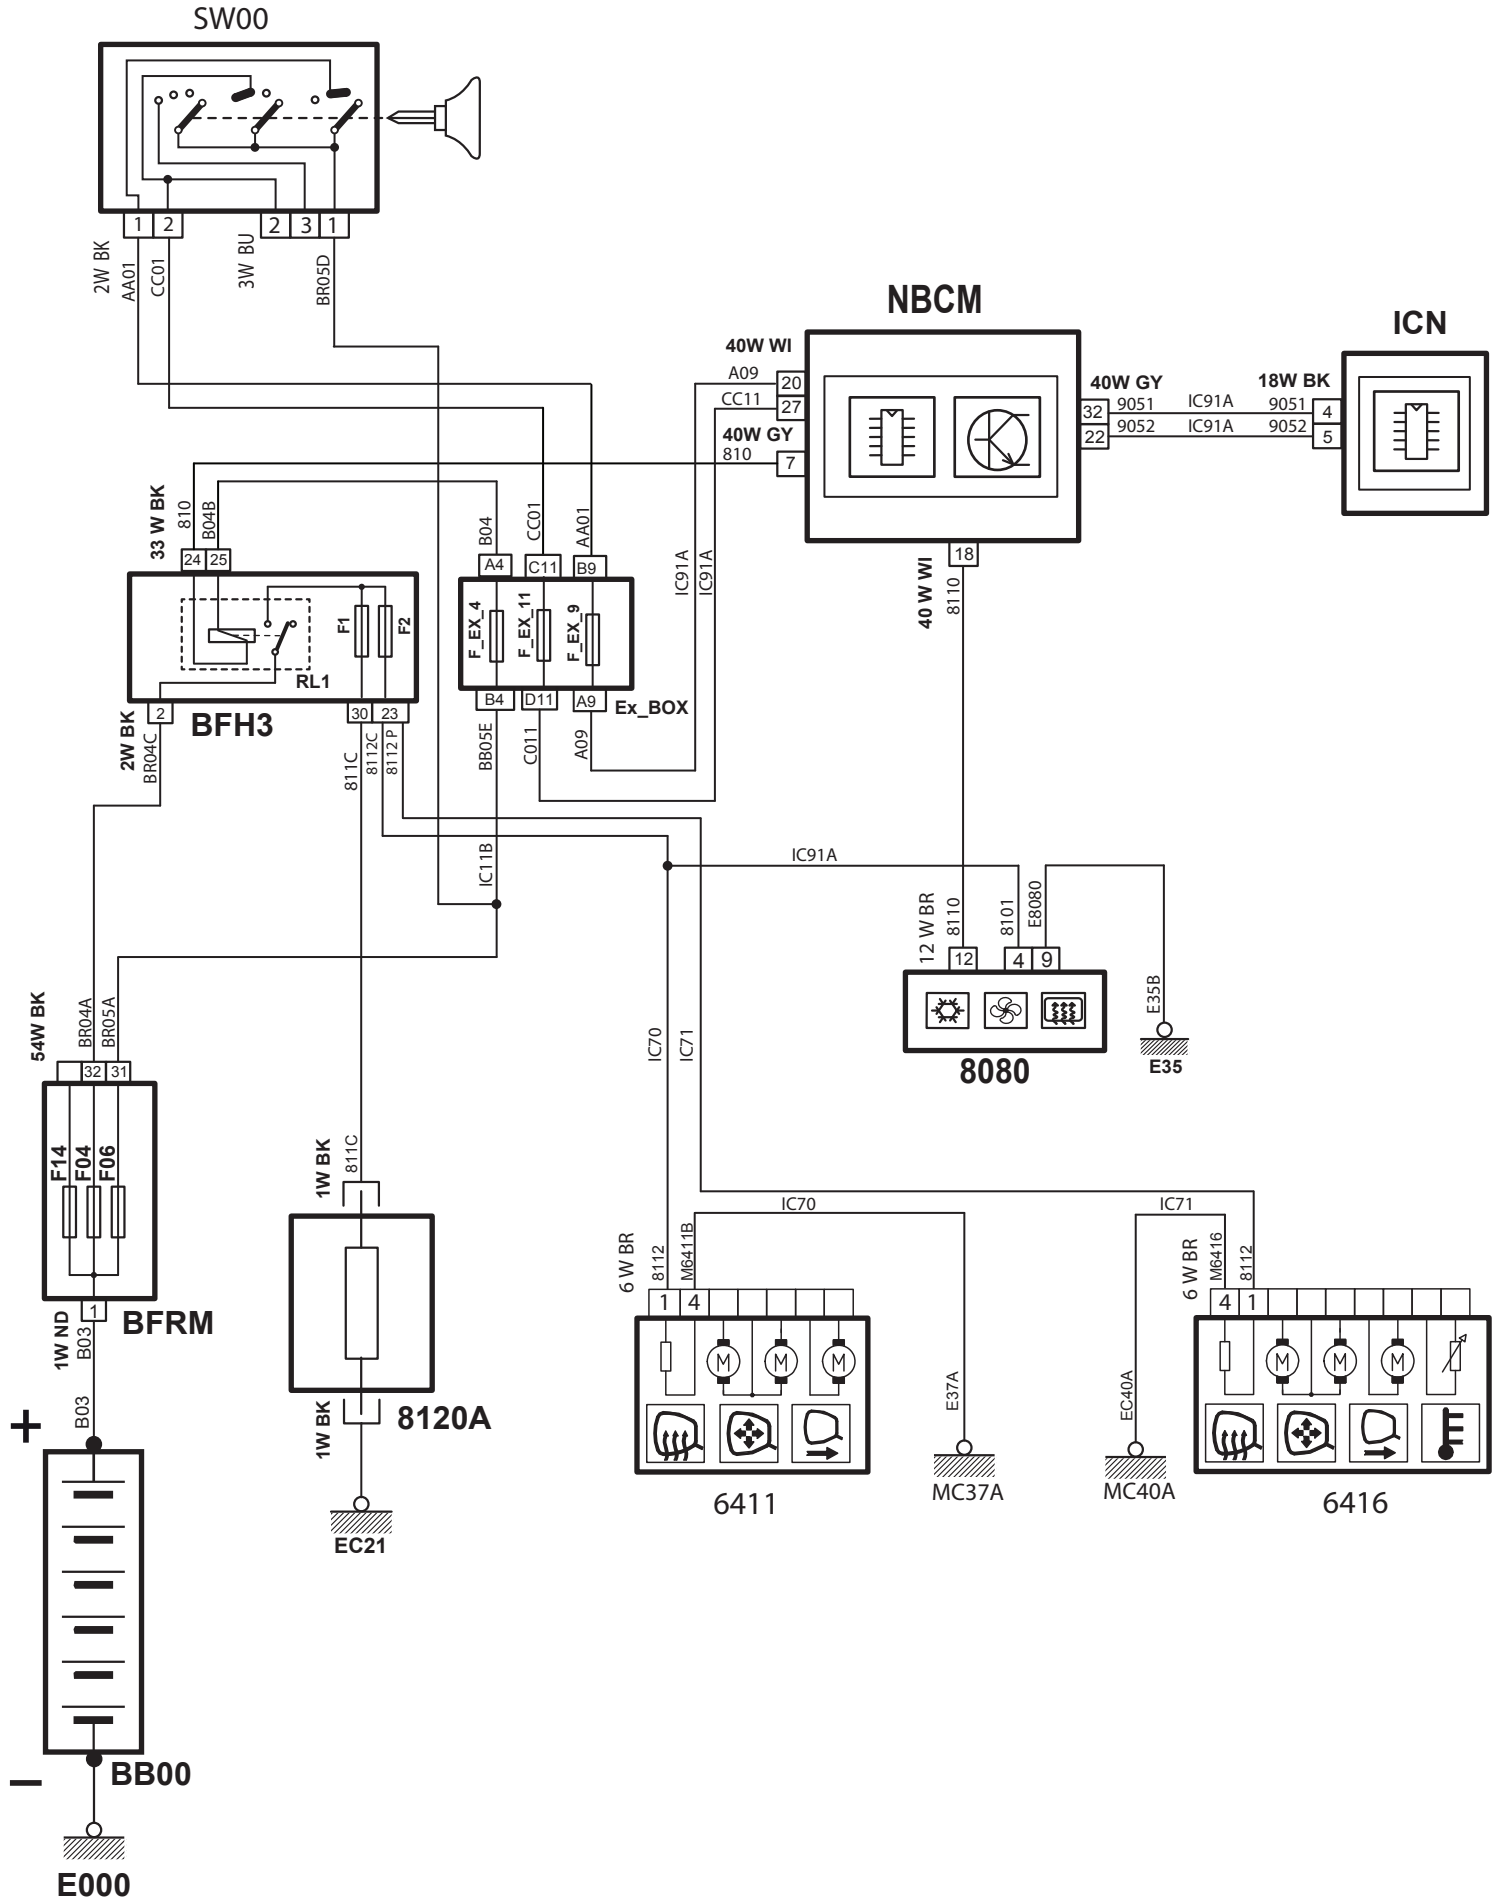 SW00
1
2
2
3
1
2W BK
AA01
CC01
3W BU
BR05D
NBCM
ICN
40W WI
A09
20
CC11
27
40W GY
810
7
40W GY
18W BK
32
9051
IC91A
9051
4
22
9052
IC91A
9052
5
18
40 W WI
8110
33 W BK
810
B04B
24
25
B04
CC01
AA01
A4
C11
B9
IC91A
IC91A
F_EX_4
F_EX_11
F_EX_9
F1
F2
RL1
B4
D11
A9
Ex_BOX
2
30
23
BFH3
2W BK
BR04C
811C
8112C
8112 P
BB05E
C011
A09
IC11B
IC91A
12 W BR
8110
8101
E8080
12
4
9
8080
E35B
E35
54W BK
BR04A
BR05A
32
31
F14
F04
F06
1
BFRM
1W ND
B03
B03
IC70
IC71
1W BK
811C
8120A
1W BK
EC21
IC70
IC71
6 W BR
8112
M6411B
1
4
M
M
M
6411
E37A
MC37A
EC40A
MC40A
6 W BR
M6416
8112
4
1
M
M
M
6416
+
BB00
–
E000